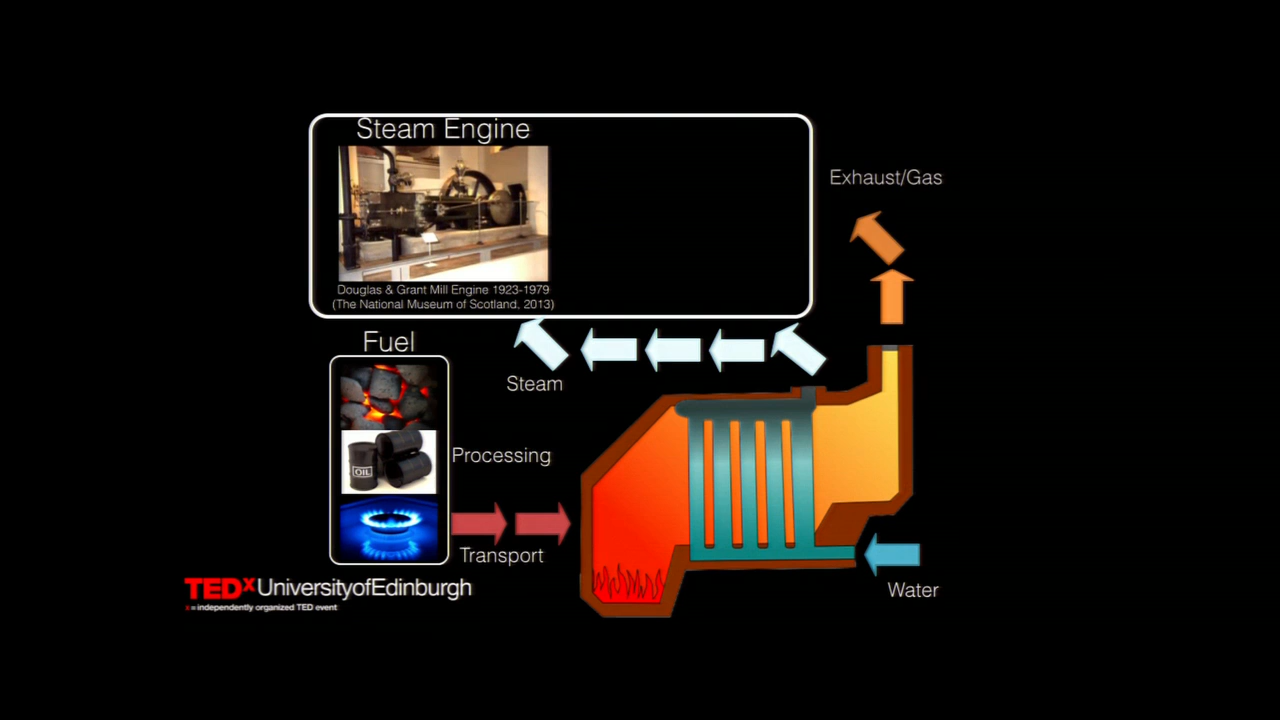 Steam Engine
Douglas & Grant Mill Engine 1923-1979
(The National Museum of Scotland, 2013)
Exhaust/Gas
Fuel
Steam
OIL
Processing
Transport
Water
TEDxUniversityofEdinburgh
x = independently organized TED event